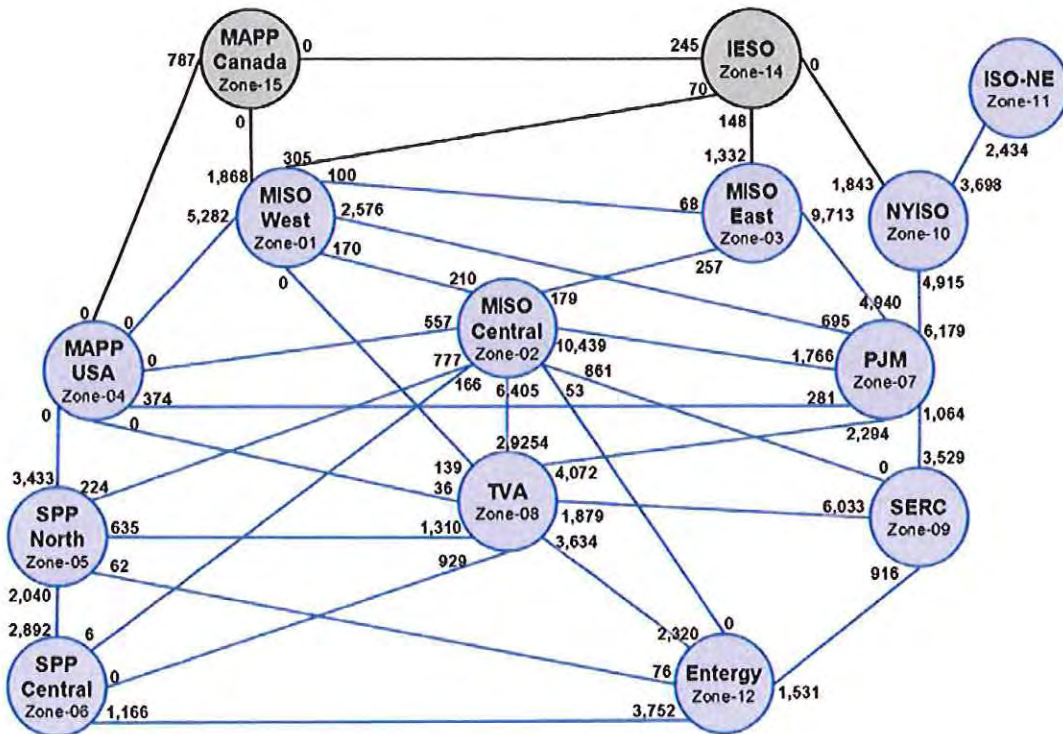 MAPP
Canada
Zone-15
787
0
0
245
IESO
Zone-14
0
70
148
ISO-NE
Zone-11
2,434
305
1,868
100
MISO
West
Zone-01
5,282
2,576
170
0
1,332
MISO
East
Zone-03
68
9,713
257
1,843
3,698
NYISO
Zone-10
4,915
210
179
MISO
Central
Zone-02
557
10,439
777
166
6,405
53
861
4,940
695
6,179
1,766
PJM
Zone-07
281
1,064
2,294
0
0
MAPP
USA
Zone-04
0
374
0
0
2,9254
139
36
4,072
TVA
Zone-08
1,310
1,879
929
3,634
3,529
0
6,033
SERC
Zone-09
916
3,433
224
SPP
North
Zone-05
635
62
2,040
2,892
6
SPP
Central
Zone-06
0
1,166
2,320
0
76
Entergy
Zone-12
1,531
3,752